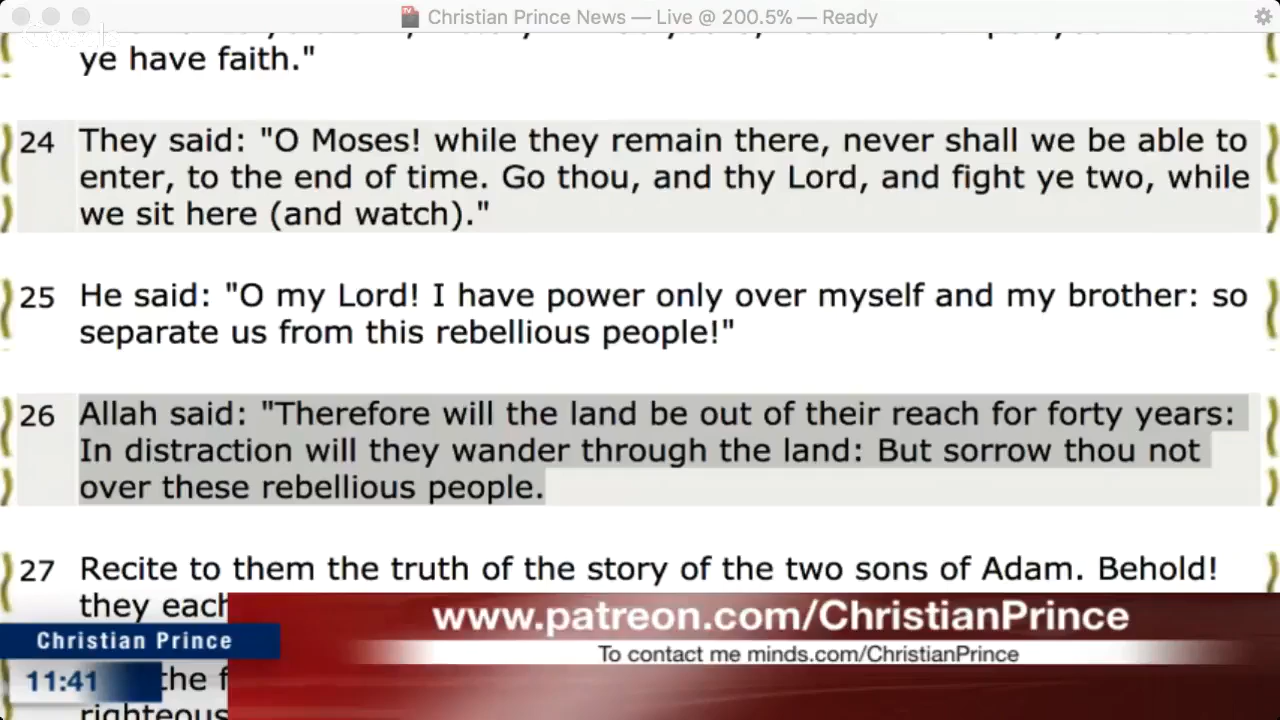 Christian Prince News — Live @ 200.5% — Ready
ye have faith."
24 They said: "O Moses! while they remain there, never shall we be able to
enter, to the end of time. Go thou, and thy Lord, and fight ye two, while
we sit here (and watch)."
25 He said: "O my Lord! I have power only over myself and my brother: so
separate us from this rebellious people!"
26 Allah said: "Therefore will the land be out of their reach for forty years:
In distraction will they wander through the land: But sorrow thou not
over these rebellious people.
27 Recite to them the truth of the story of the two sons of Adam. Behold!
they each
www.patreon.com/ChristianPrince
Christian Prince
To contact me minds.com/ChristianPrince
11:41
the f
righteous